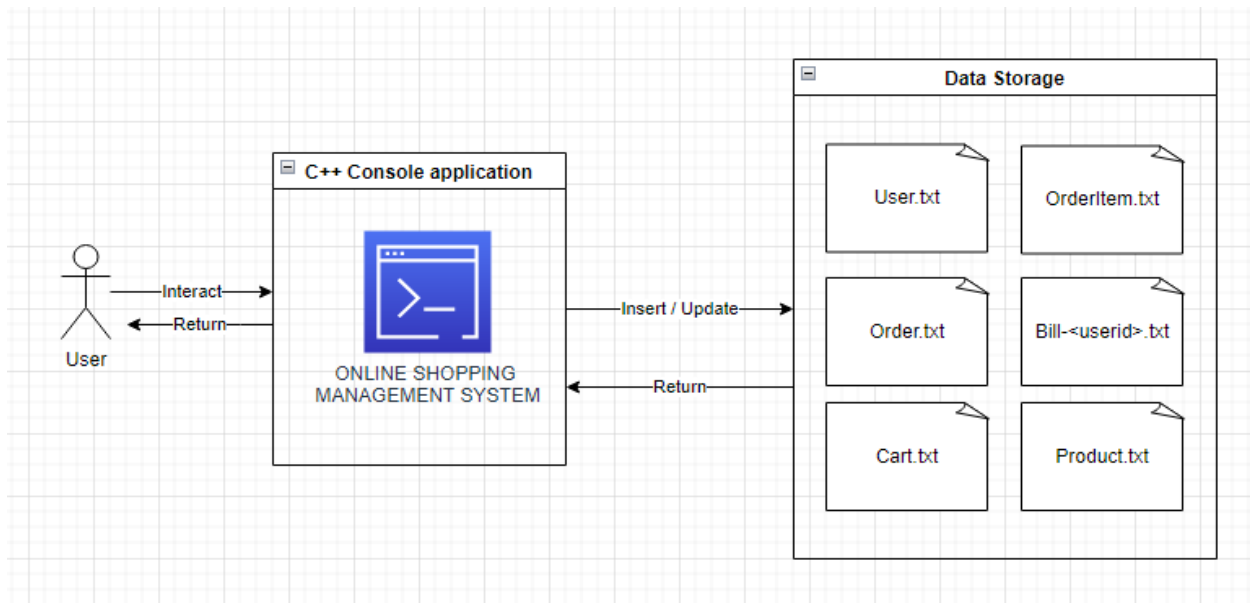 Data Storage
C++ Console application
User.txt
OrderItem.txt
Interact
Return
User
ONLINE SHOPPING
MANAGEMENT SYSTEM
Insert / Update
Return
Order.txt
Bill-<userid>.txt
Cart.txt
Product.txt